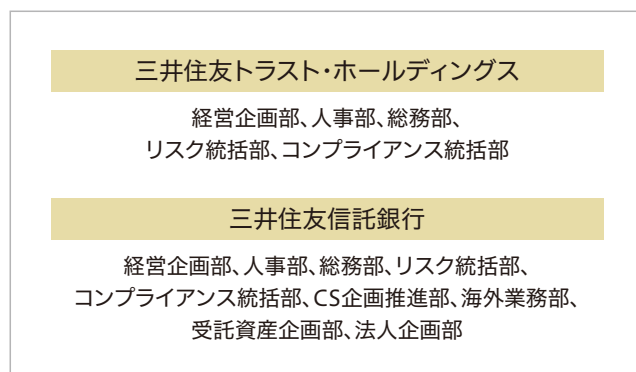 三井住友トラスト・ホールディングス
経営企画部、人事部、総務部、
リスク統括部、コンプライアンス統括部
三井住友信託銀行
経営企画部、人事部、総務部、リスク統括部、
コンプライアンス統括部、CS企画推進部、海外業務部、
受託資産企画部、法人企画部